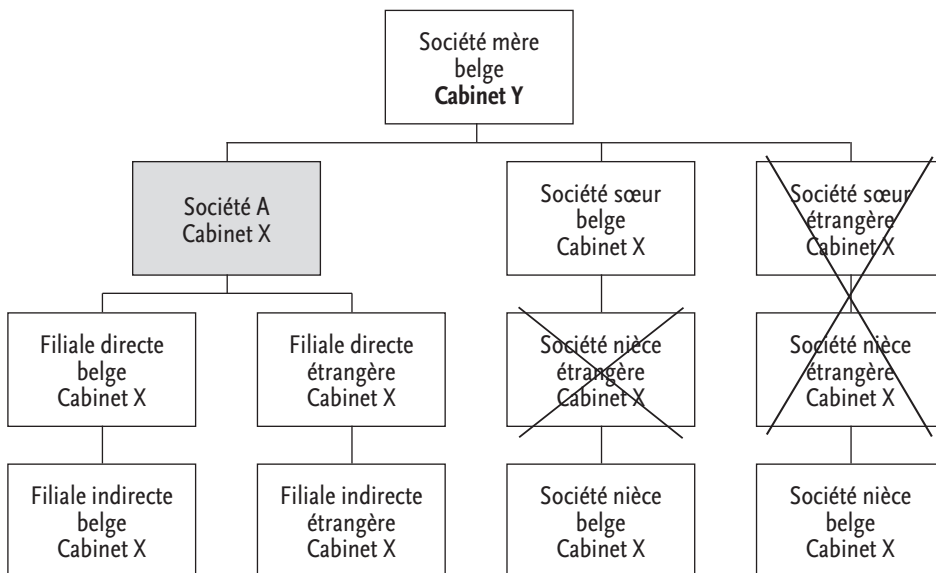 Société mère
belge
Cabinet Y
Société A
Cabinet X
Société sœur
belge
Cabinet X
Société sœur
étrangère
Cabinet X
Filiale directe
belge
Cabinet X
Filiale directe
étrangère
Cabinet X
Société nièce
étrangère
Cabinet X
Société nièce
étrangère
Cabinet X
Filiale indirecte
belge
Cabinet X
Filiale indirecte
étrangère
Cabinet X
Société nièce
belge
Cabinet X
Société nièce
belge
Cabinet X